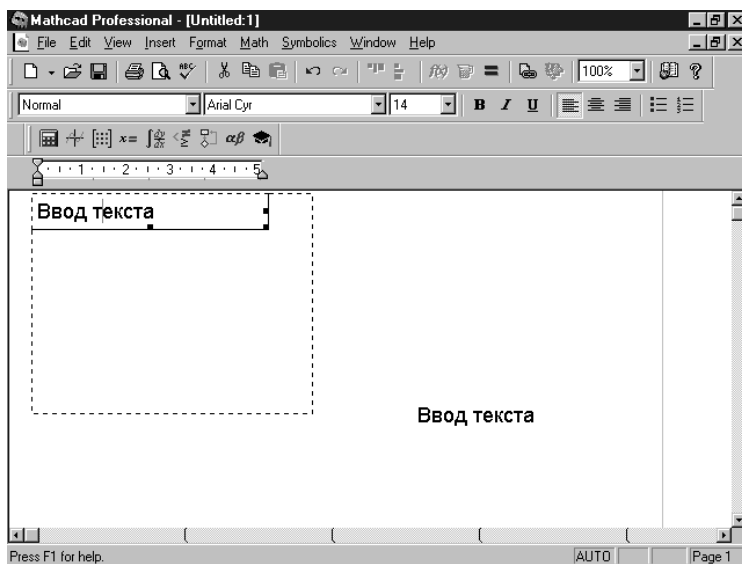 Mathcad Professional - [Untitled:1]
File Edit View Insert Format Math Symbolics Window Help
100%
Normal Arial Cyr 14 B I U
x= αβ
1 2 3 4 5
Ввод текста
Ввод текста
Press F1 for help. AUTO Page 1